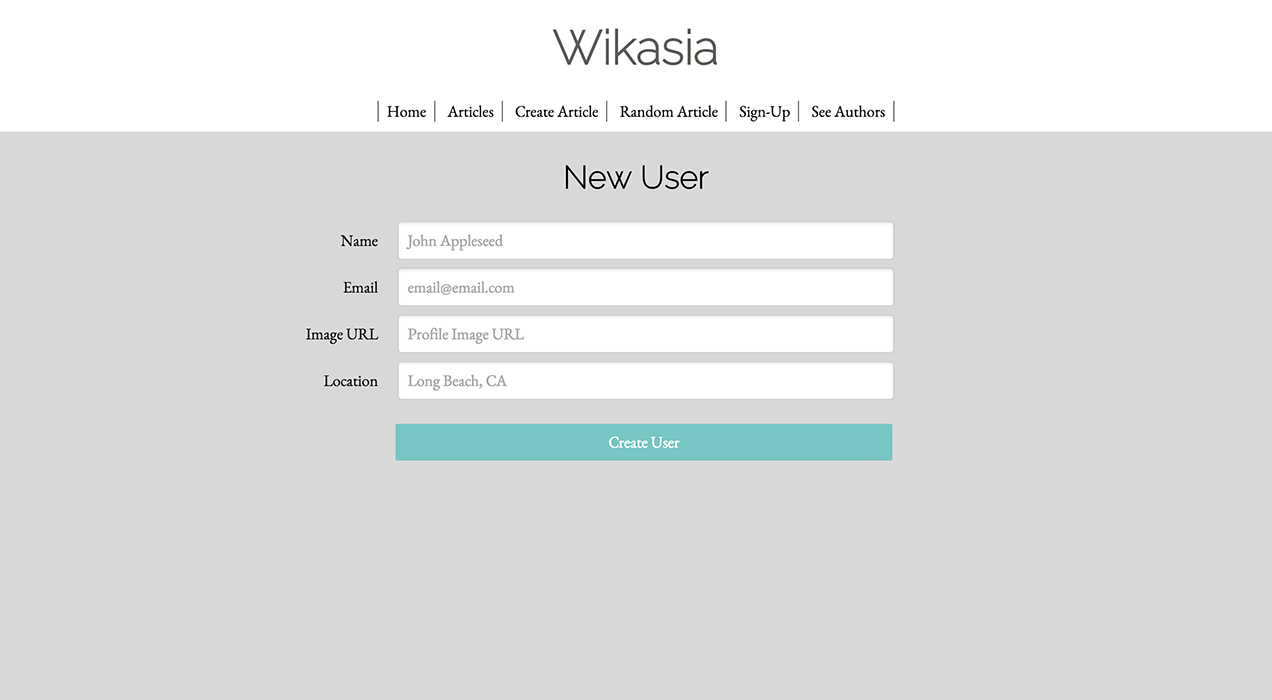 Wikasia
Home Articles Create Article Random Article Sign-Up See Authors
New User
Name John Appleseed
Email email@email.com
Image URL Profile Image URL
Location Long Beach, CA
Create User